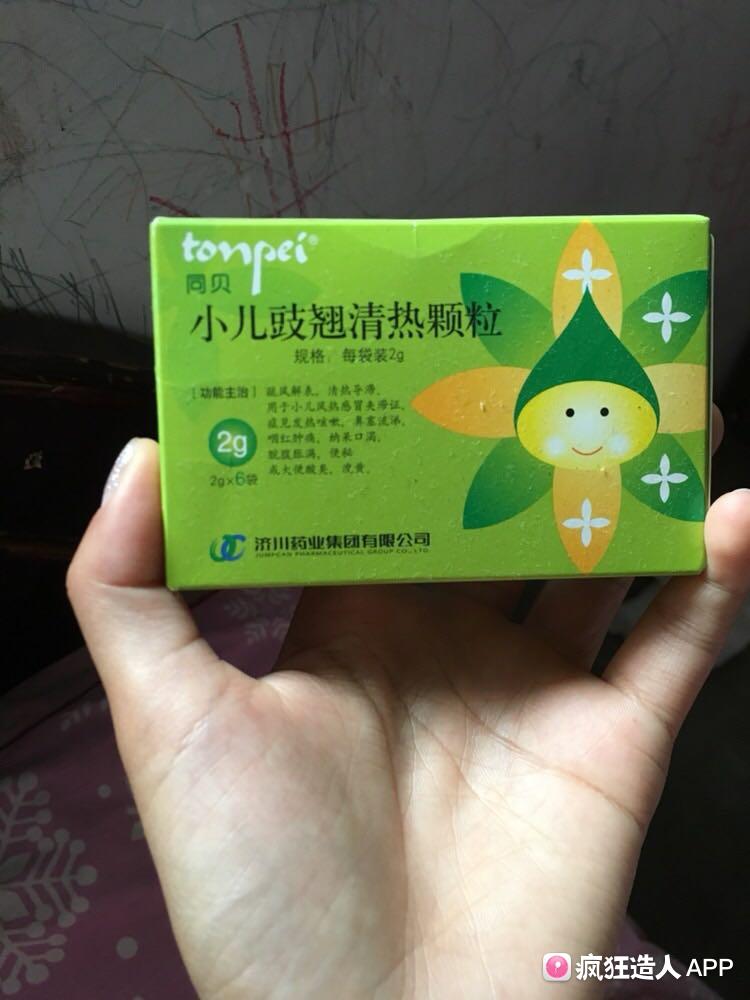 tonpei®
同贝
小儿豉翘清热颗粒
规格：每袋装2g
[功能主治] 疏风解表，清热导滞。
用于小儿风热感冒夹滞证，
症见发热咳嗽，鼻塞流涕，
咽红肿痛，纳呆口渴，
脘腹胀满，便秘
或大便酸臭，溲黄。
2g
2g×6袋
济川药业集团有限公司
JUMPCAN PHARMACEUTICAL GROUP CO., LTD.
疯狂造人 APP